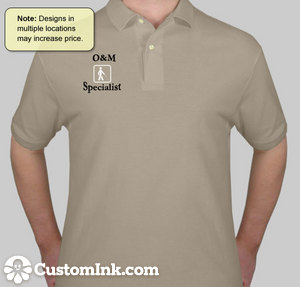 Note: Designs in
multiple locations
may increase price.
O&M
Specialist
CustomInk.com